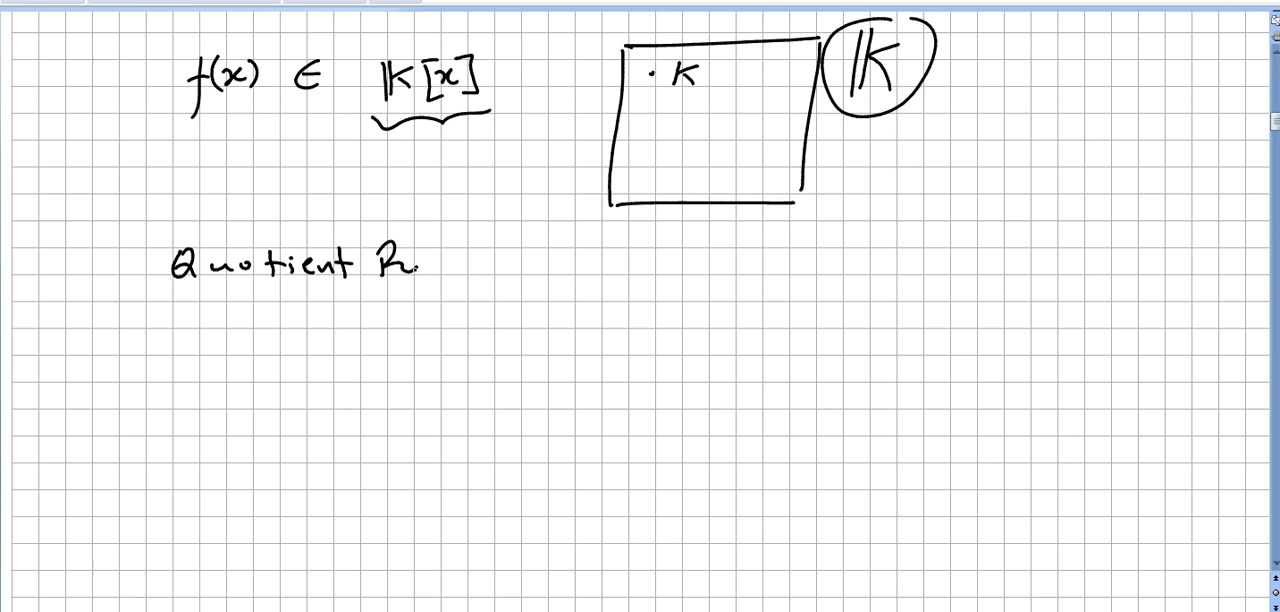 f(x) ∈ 𝕂[x] · K 𝕂
Quotient R